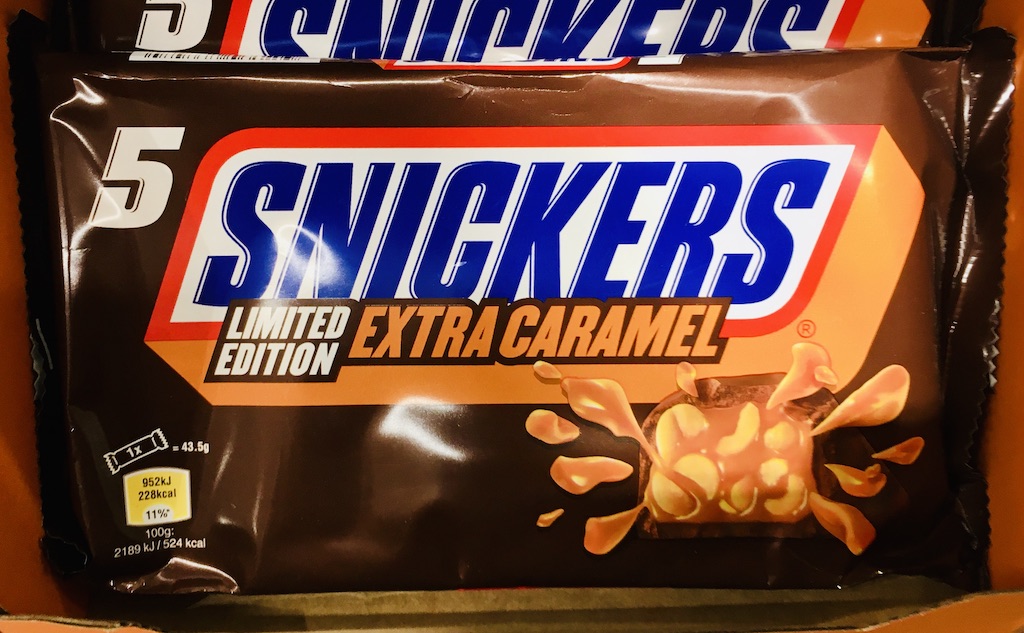 5 SNICKERS
5
SNICKERS
®
LIMITED
EDITION
EXTRA CARAMEL
1x = 43.5g
952kJ
228kcal
11%*
100g:
2189 kJ / 524 kcal